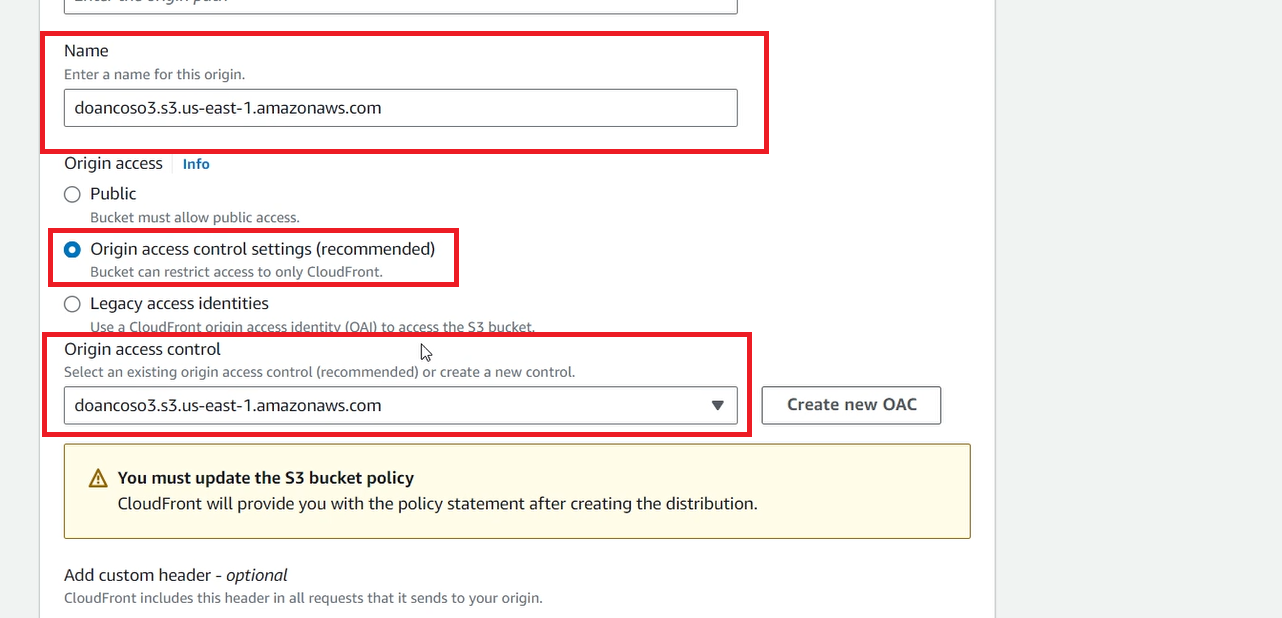 Enter the origin path
Name
Enter a name for this origin.
doancoso3.s3.us-east-1.amazonaws.com
Origin access
Info
Public
Bucket must allow public access.
Origin access control settings (recommended)
Bucket can restrict access to only CloudFront.
Legacy access identities
Use a CloudFront origin access identity (OAI) to access the S3 bucket.
Origin access control
Select an existing origin access control (recommended) or create a new control.
doancoso3.s3.us-east-1.amazonaws.com
Create new OAC
You must update the S3 bucket policy
CloudFront will provide you with the policy statement after creating the distribution.
Add custom header - optional
CloudFront includes this header in all requests that it sends to your origin.